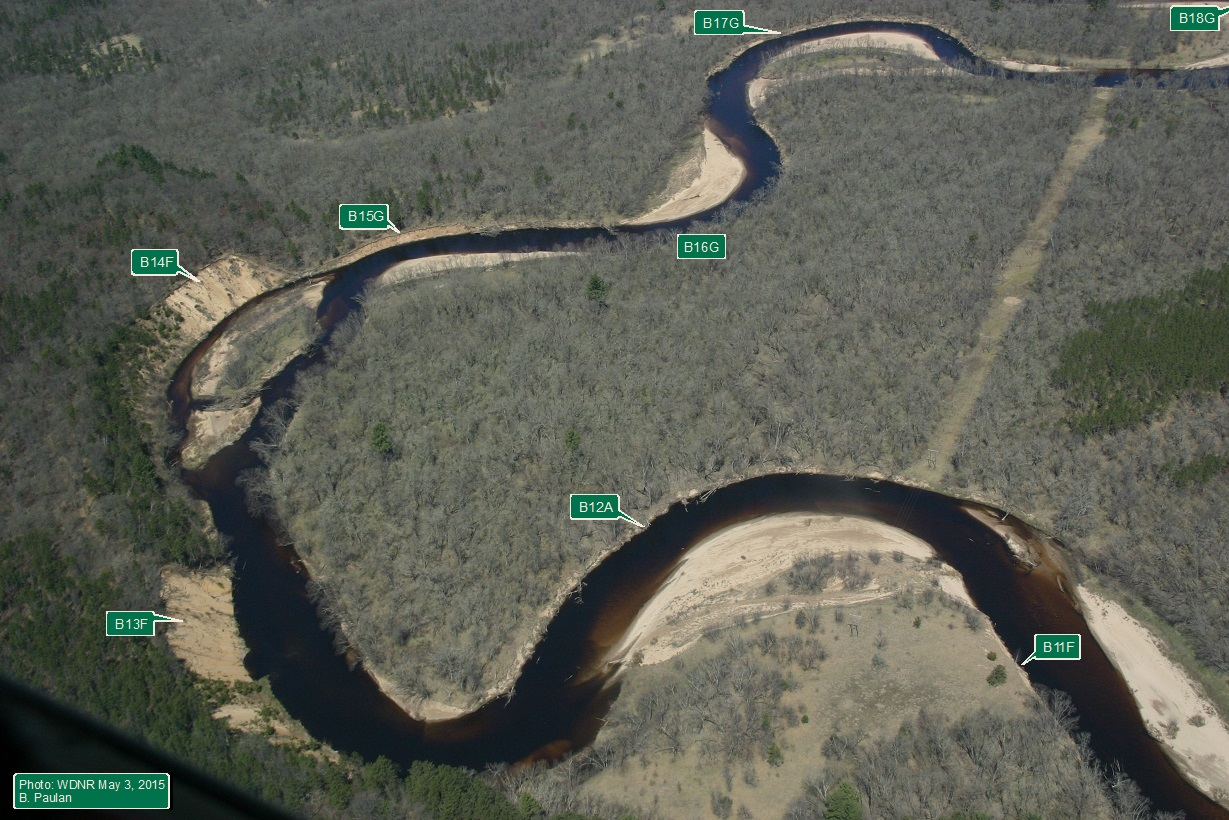 B17G
B18G
B15G
B16G
B14F
B12A
B13F
B11F
Photo: WDNR May 3, 2015
B. Paulan